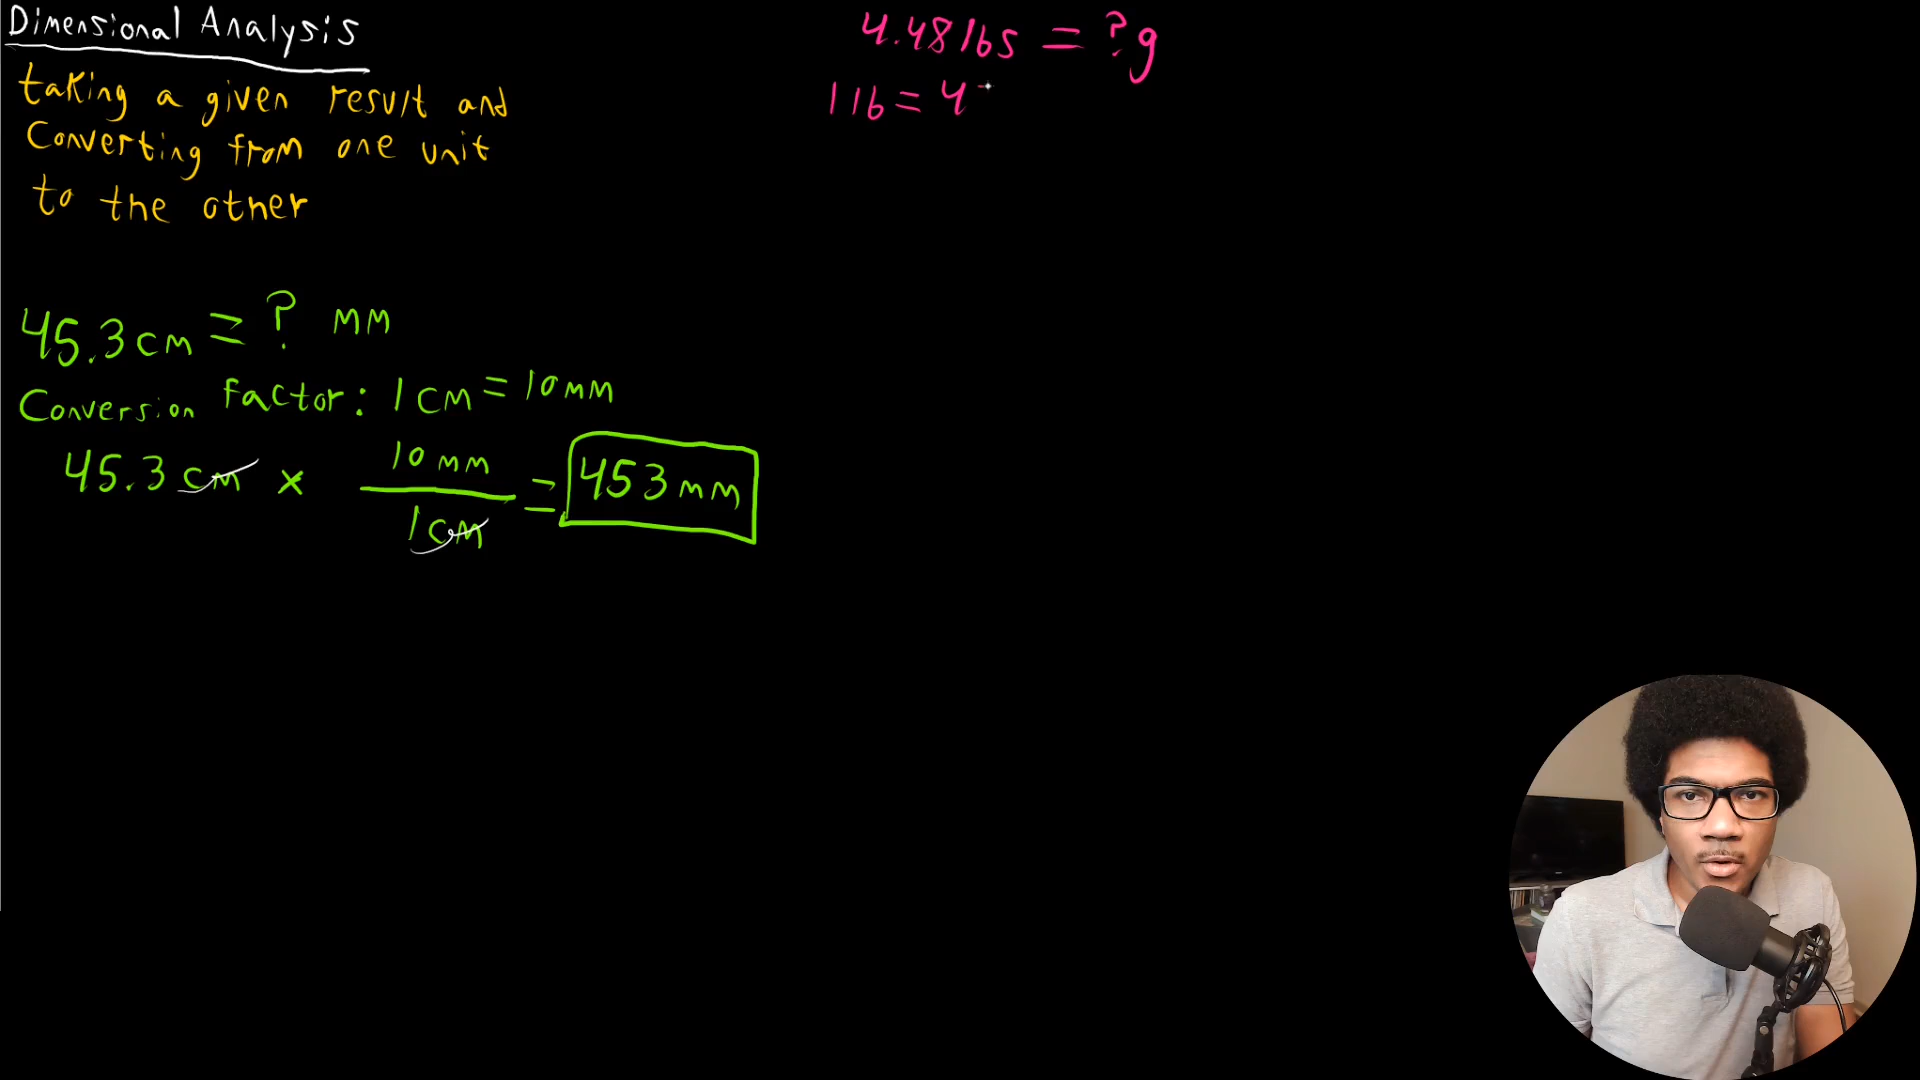 Dimensional Analysis
taking a given result and
Converting from one unit
to the other
45.3 cm = ? mm
Conversion factor: 1 cm = 10 mm
45.3 cm × 10 mm / 1 cm = 453 mm
4.48 lbs = ? g
1 lb = 4